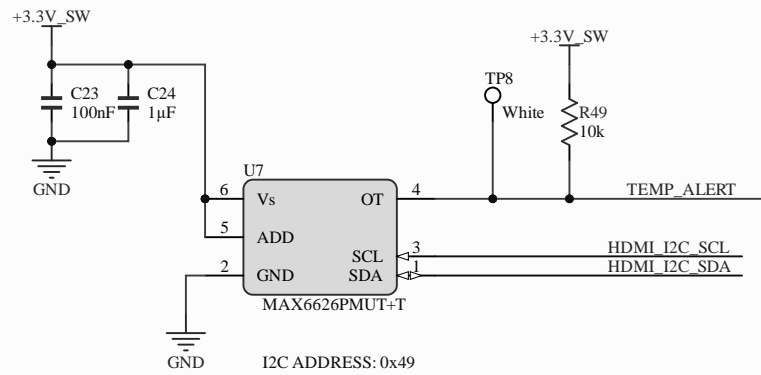 +3.3V_SW
+3.3V_SW
TP8
White
C23
100nF
C24
1µF
R49
10k
GND
U7
6
Vs
OT
4
TEMP_ALERT
5
ADD
SCL
3
HDMI_I2C_SCL
2
GND
SDA
1
HDMI_I2C_SDA
MAX6626PMUT+T
GND
I2C ADDRESS: 0x49